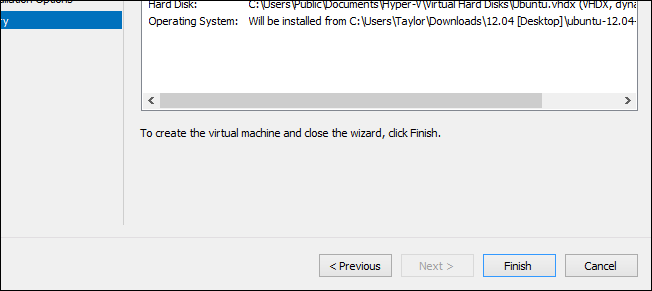 Installation Options
Hard Disk: C:\Users\Public\Documents\Hyper-V\Virtual Hard Disks\Ubuntu.vhdx (VHDX, dyna
ry
Operating System: Will be installed from C:\Users\Taylor\Downloads\12.04 [Desktop]\ubuntu-12.04-
To create the virtual machine and close the wizard, click Finish.
< Previous Next > Finish Cancel